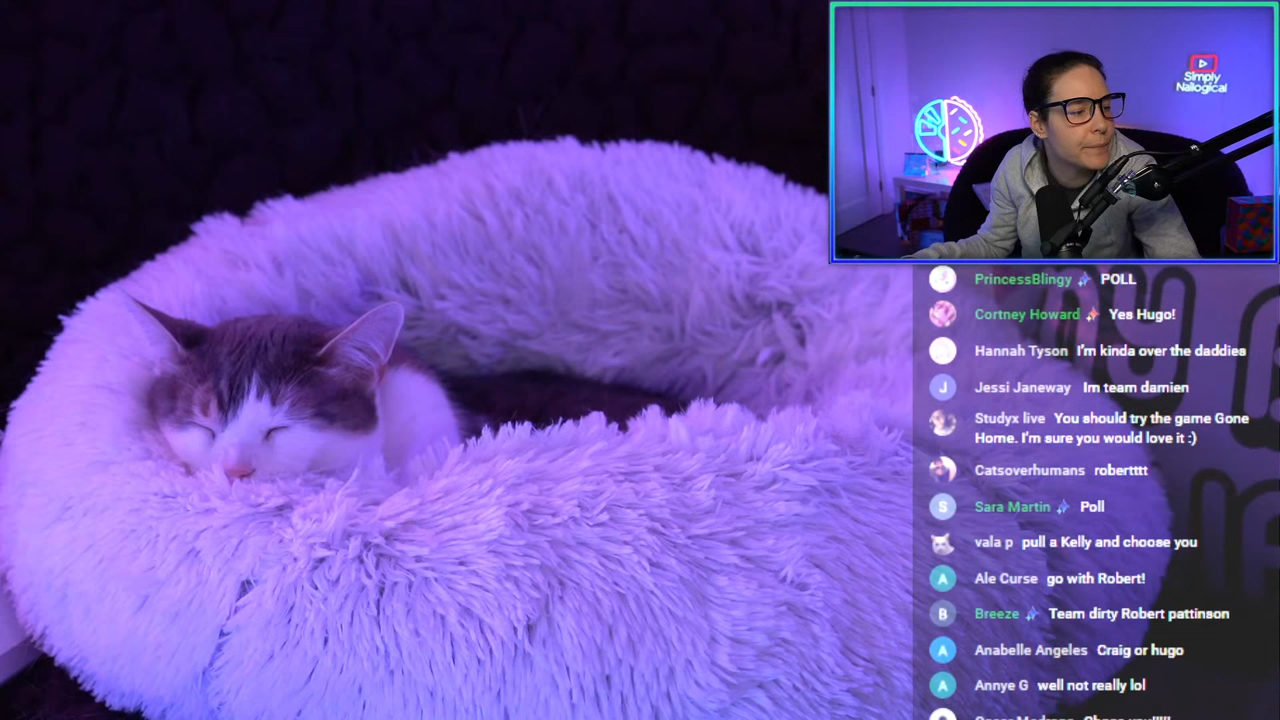 Simply
Nailogical
PrincessBlingy POLL
Cortney Howard Yes Hugo!
Hannah Tyson I'm kinda over the daddies
J Jessi Janeway Im team damien
Studyx live You should try the game Gone
Home. I'm sure you would love it :)
Catsoverhumans robertttt
S Sara Martin Poll
vala p pull a Kelly and choose you
A Ale Curse go with Robert!
B Breeze Team dirty Robert pattinson
A Anabelle Angeles Craig or hugo
A Annye G well not really lol